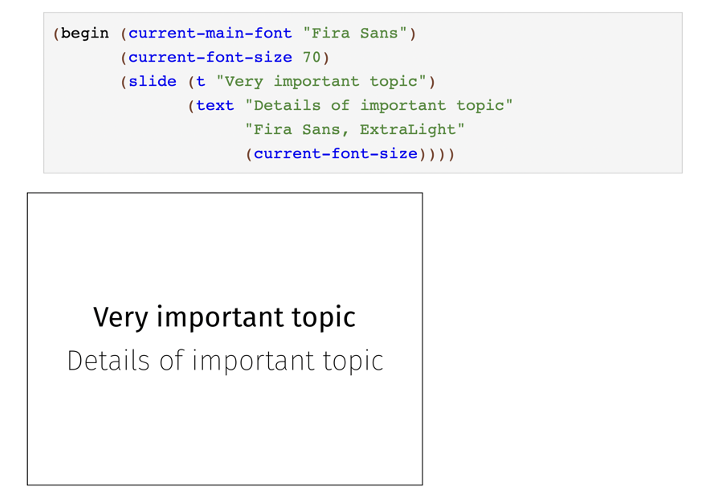 (begin (current-main-font "Fira Sans")
(current-font-size 70)
(slide (t "Very important topic")
(text "Details of important topic"
"Fira Sans, ExtraLight"
(current-font-size))))
Very important topic
Details of important topic